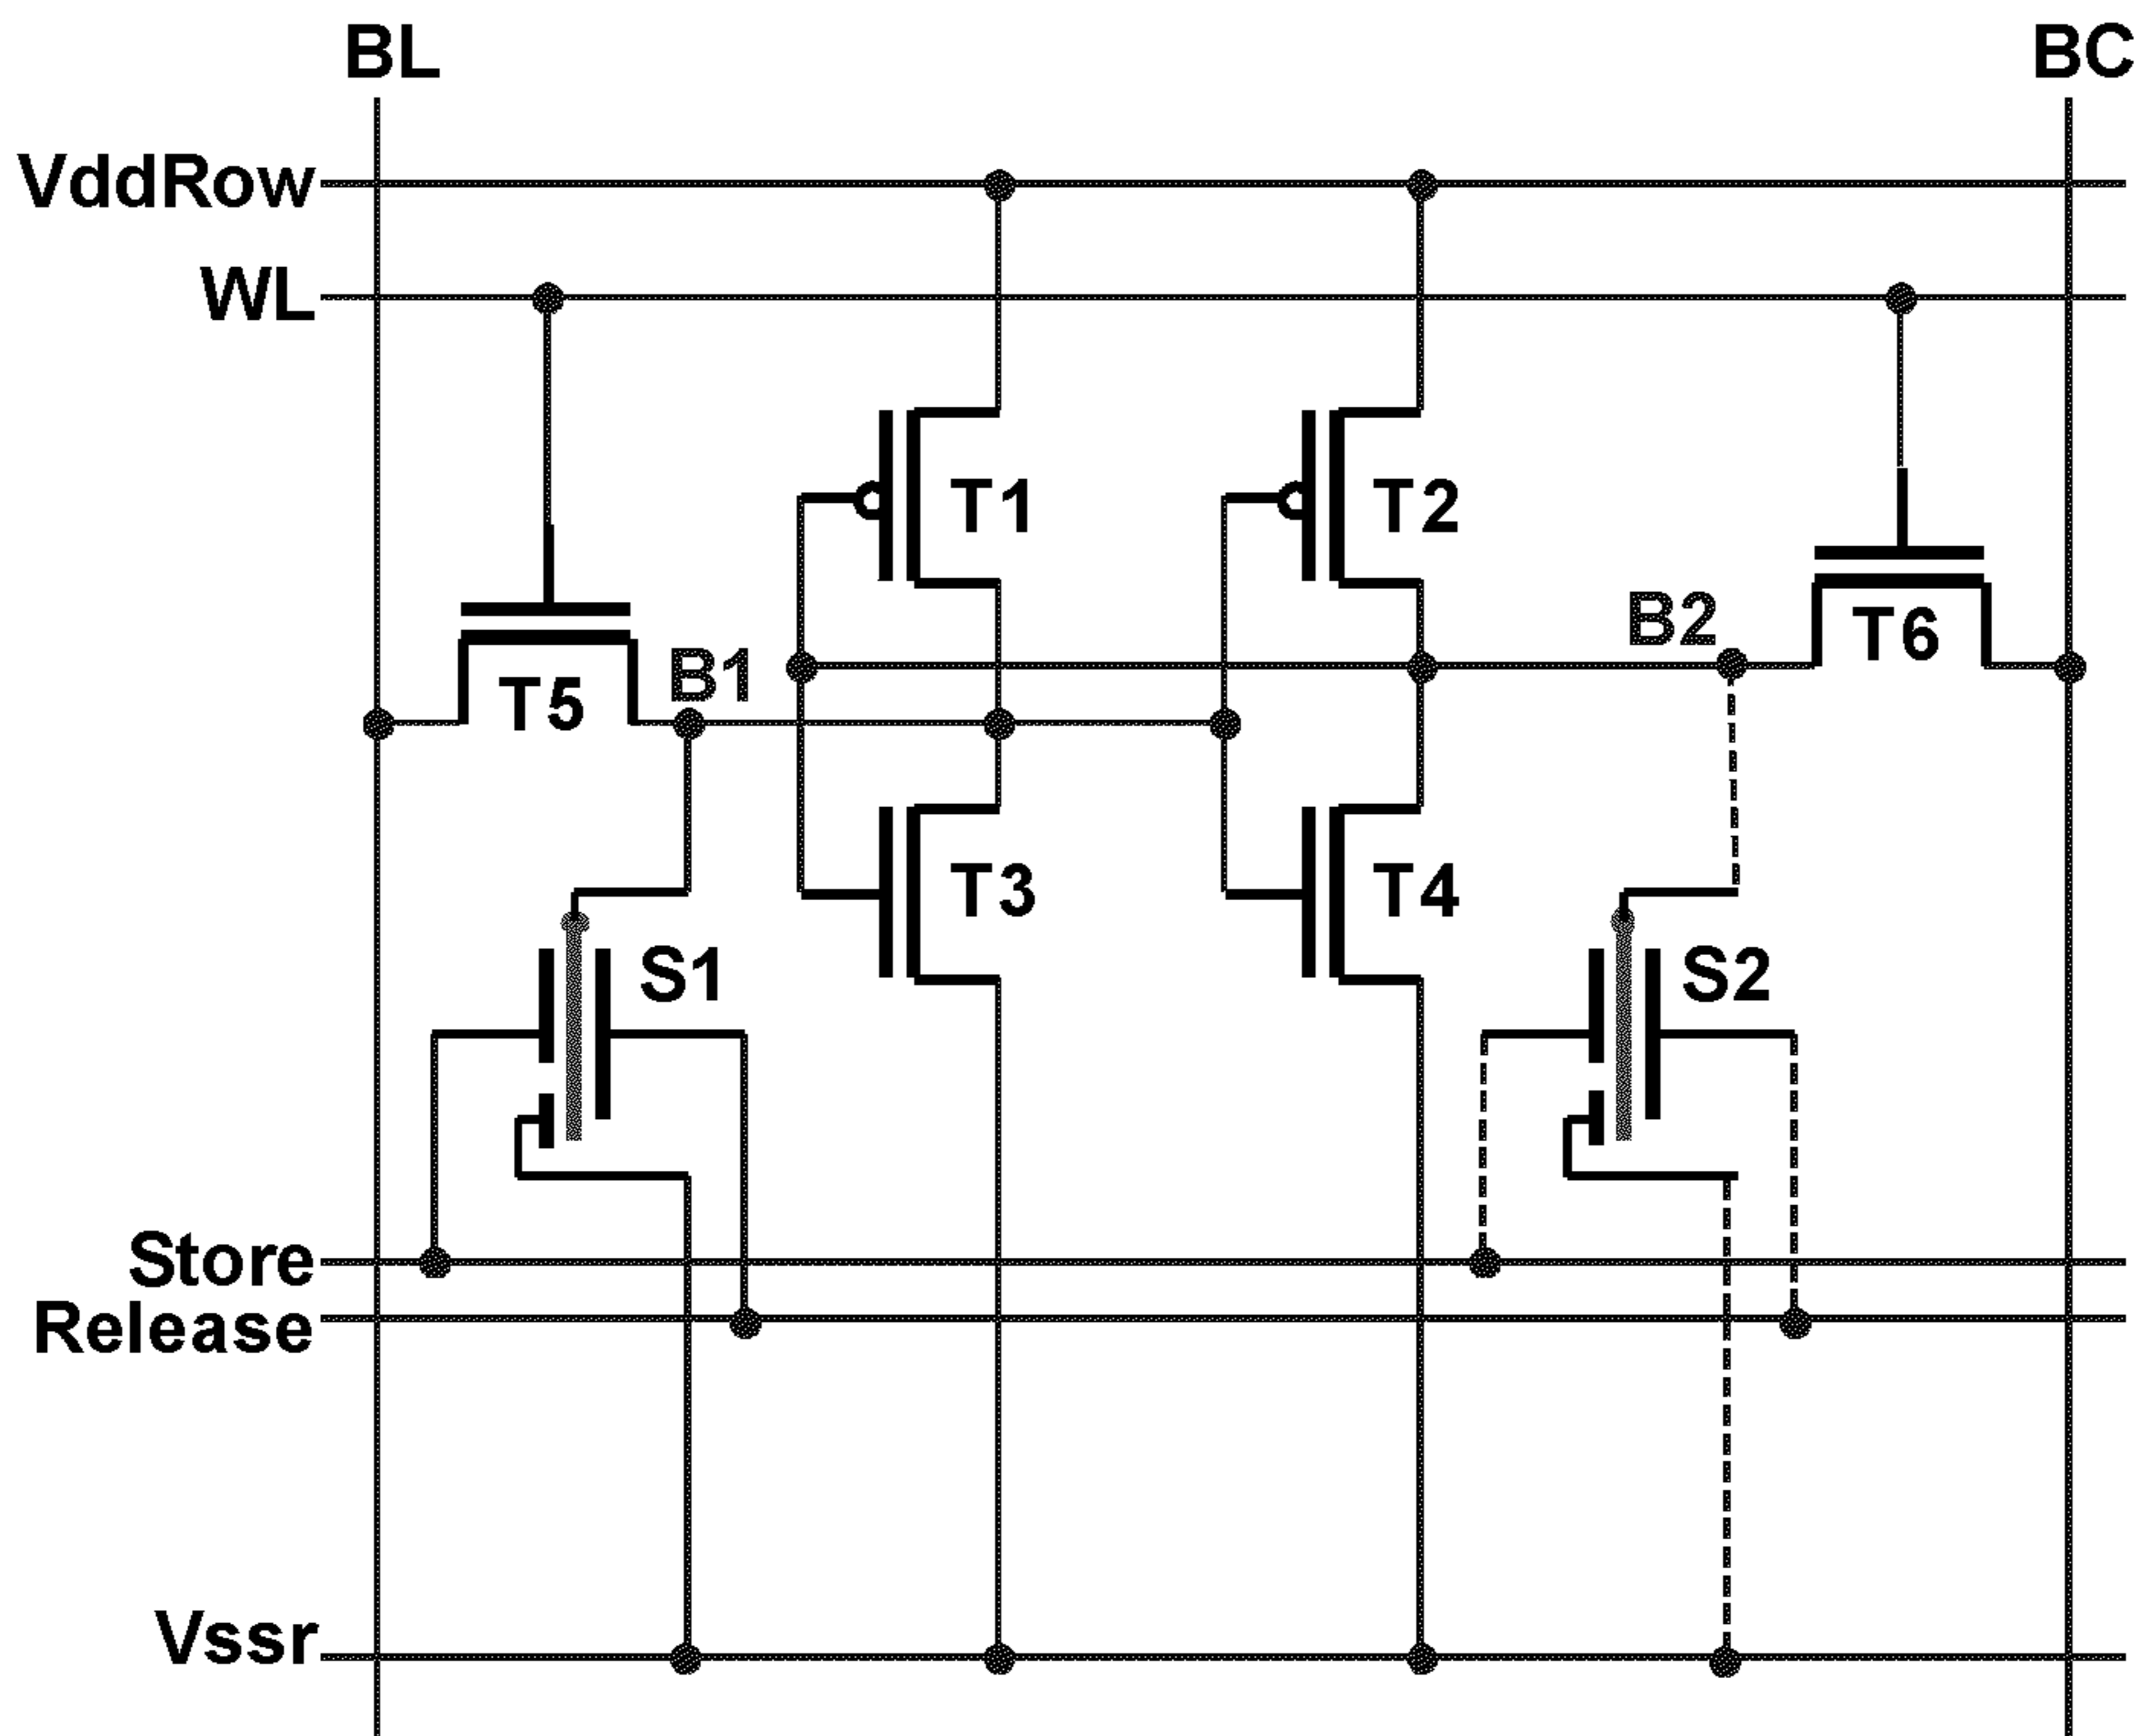 BL
BC
VddRow
WL
T1
T2
B2
T6
B1
T5
T3
T4
S1
S2
Store
Release
Vssr